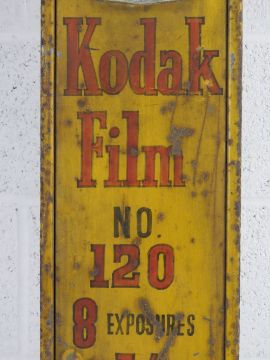 Kodak
Film
NO.
120
8 EXPOSURES